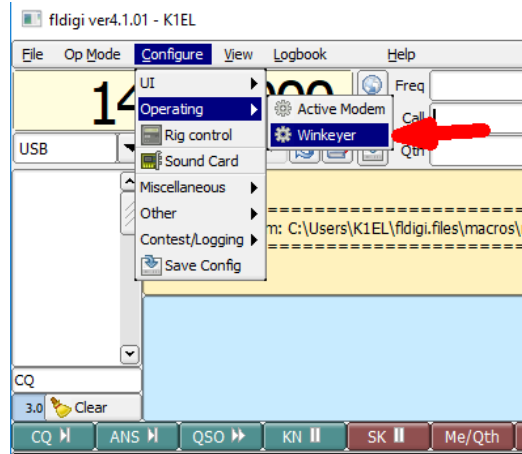 fldigi ver4.1.01 - K1EL
File Op Mode Configure View Logbook Help
14
UI
Freq
Operating
Active Modem
Call
Rig control
Winkeyer
Qth
USB
Sound Card
Miscellaneous
Other
m: C:\Users\K1EL\fldigi.files\macros\
Contest/Logging
Save Config
CQ
3.0 Clear
CQ ANS QSO KN SK Me/Qth